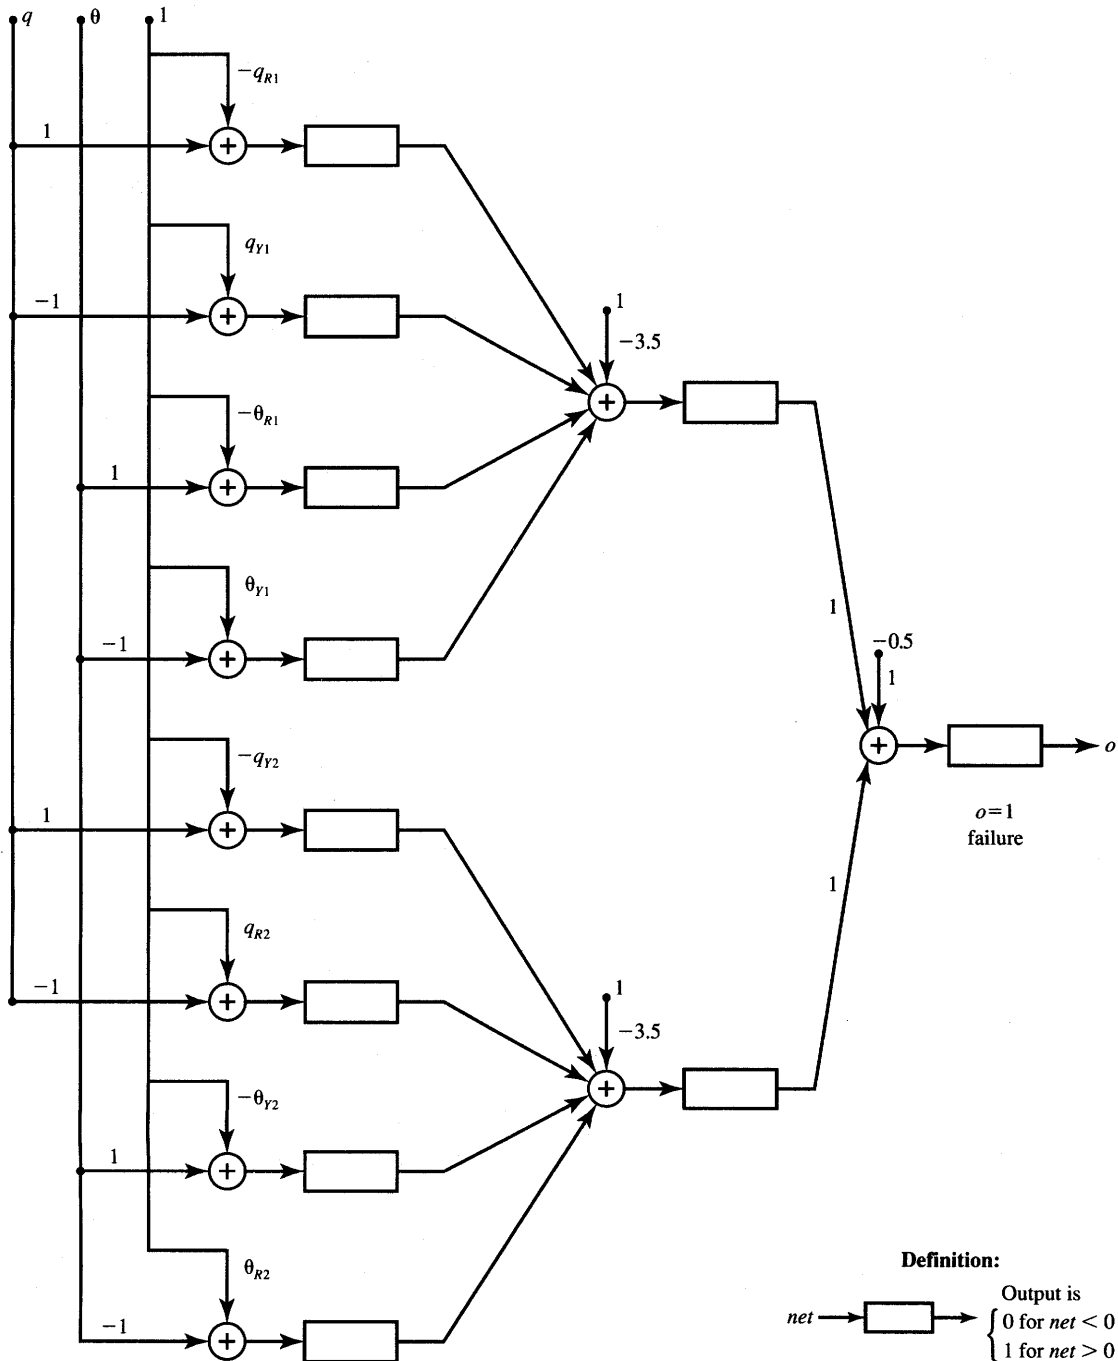 q θ 1
−q_{R1}
1
q_{Y1}
−1
1
−3.5
−θ_{R1}
1
θ_{Y1}
−1
1
−0.5
1
−q_{Y2}
o
1
o=1
failure
1
q_{R2}
−1
1
−3.5
−θ_{Y2}
1
θ_{R2}
−1
Definition:
Output is
net
0 for net < 0
1 for net > 0